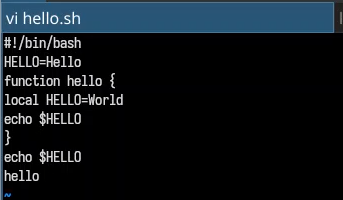 vi hello.sh
#!/bin/bash
HELLO=Hello
function hello {
local HELLO=World
echo $HELLO
}
echo $HELLO
hello
~